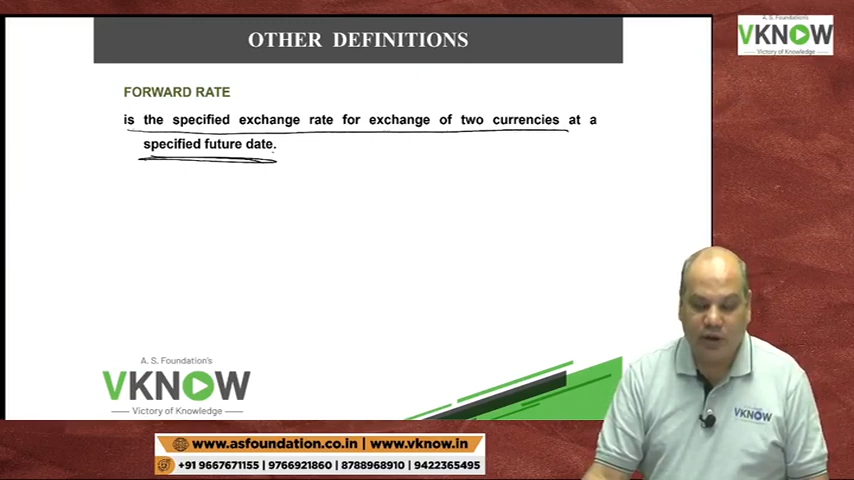 OTHER DEFINITIONS
A. S. Foundation's
VKNOW
Victory of Knowledge
FORWARD RATE
is the specified exchange rate for exchange of two currencies at a
specified future date.
A. S. Foundation's
VKNOW
Victory of Knowledge
VKNOW
www.asfoundation.co.in | www.vknow.in
+91 9667671155 | 9766921860 | 8788968910 | 9422365495